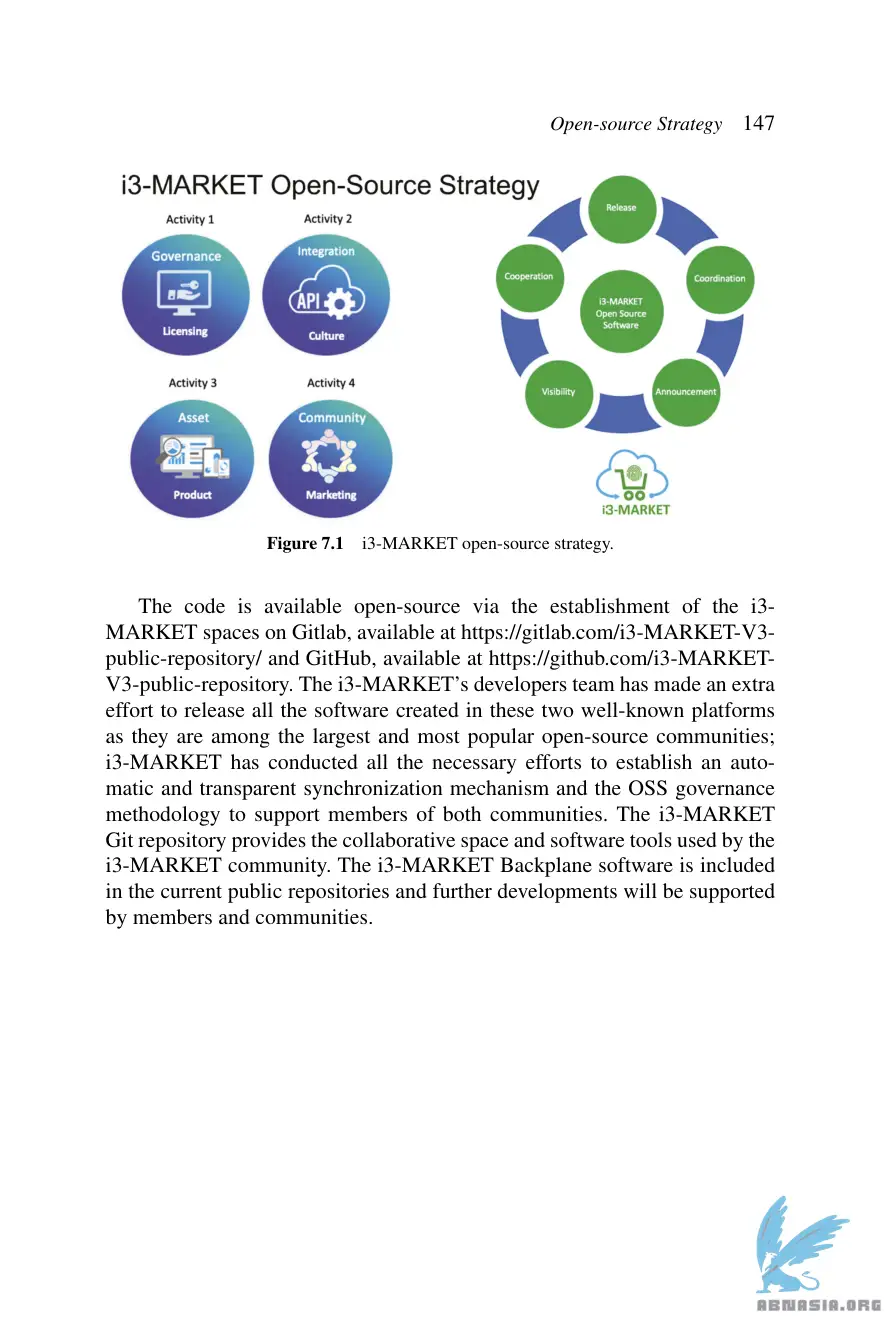 Open-source Strategy 147
i3-MARKET Open-Source Strategy
Activity 1
Governance
Licensing
Activity 2
Integration
API
Culture
Activity 3
Asset
Product
Activity 4
Community
Marketing
Release
Coordination
Announcement
Visibility
Cooperation
i3-MARKET
Open Source
Software
i3-MARKET
Figure 7.1 i3-MARKET open-source strategy.
The code is available open-source via the establishment of the i3-
MARKET spaces on Gitlab, available at https://gitlab.com/i3-MARKET-V3-
public-repository/ and GitHub, available at https://github.com/i3-MARKET-
V3-public-repository. The i3-MARKET’s developers team has made an extra
effort to release all the software created in these two well-known platforms
as they are among the largest and most popular open-source communities;
i3-MARKET has conducted all the necessary efforts to establish an auto-
matic and transparent synchronization mechanism and the OSS governance
methodology to support members of both communities. The i3-MARKET
Git repository provides the collaborative space and software tools used by the
i3-MARKET community. The i3-MARKET Backplane software is included
in the current public repositories and further developments will be supported
by members and communities.
ABNASIA.ORG